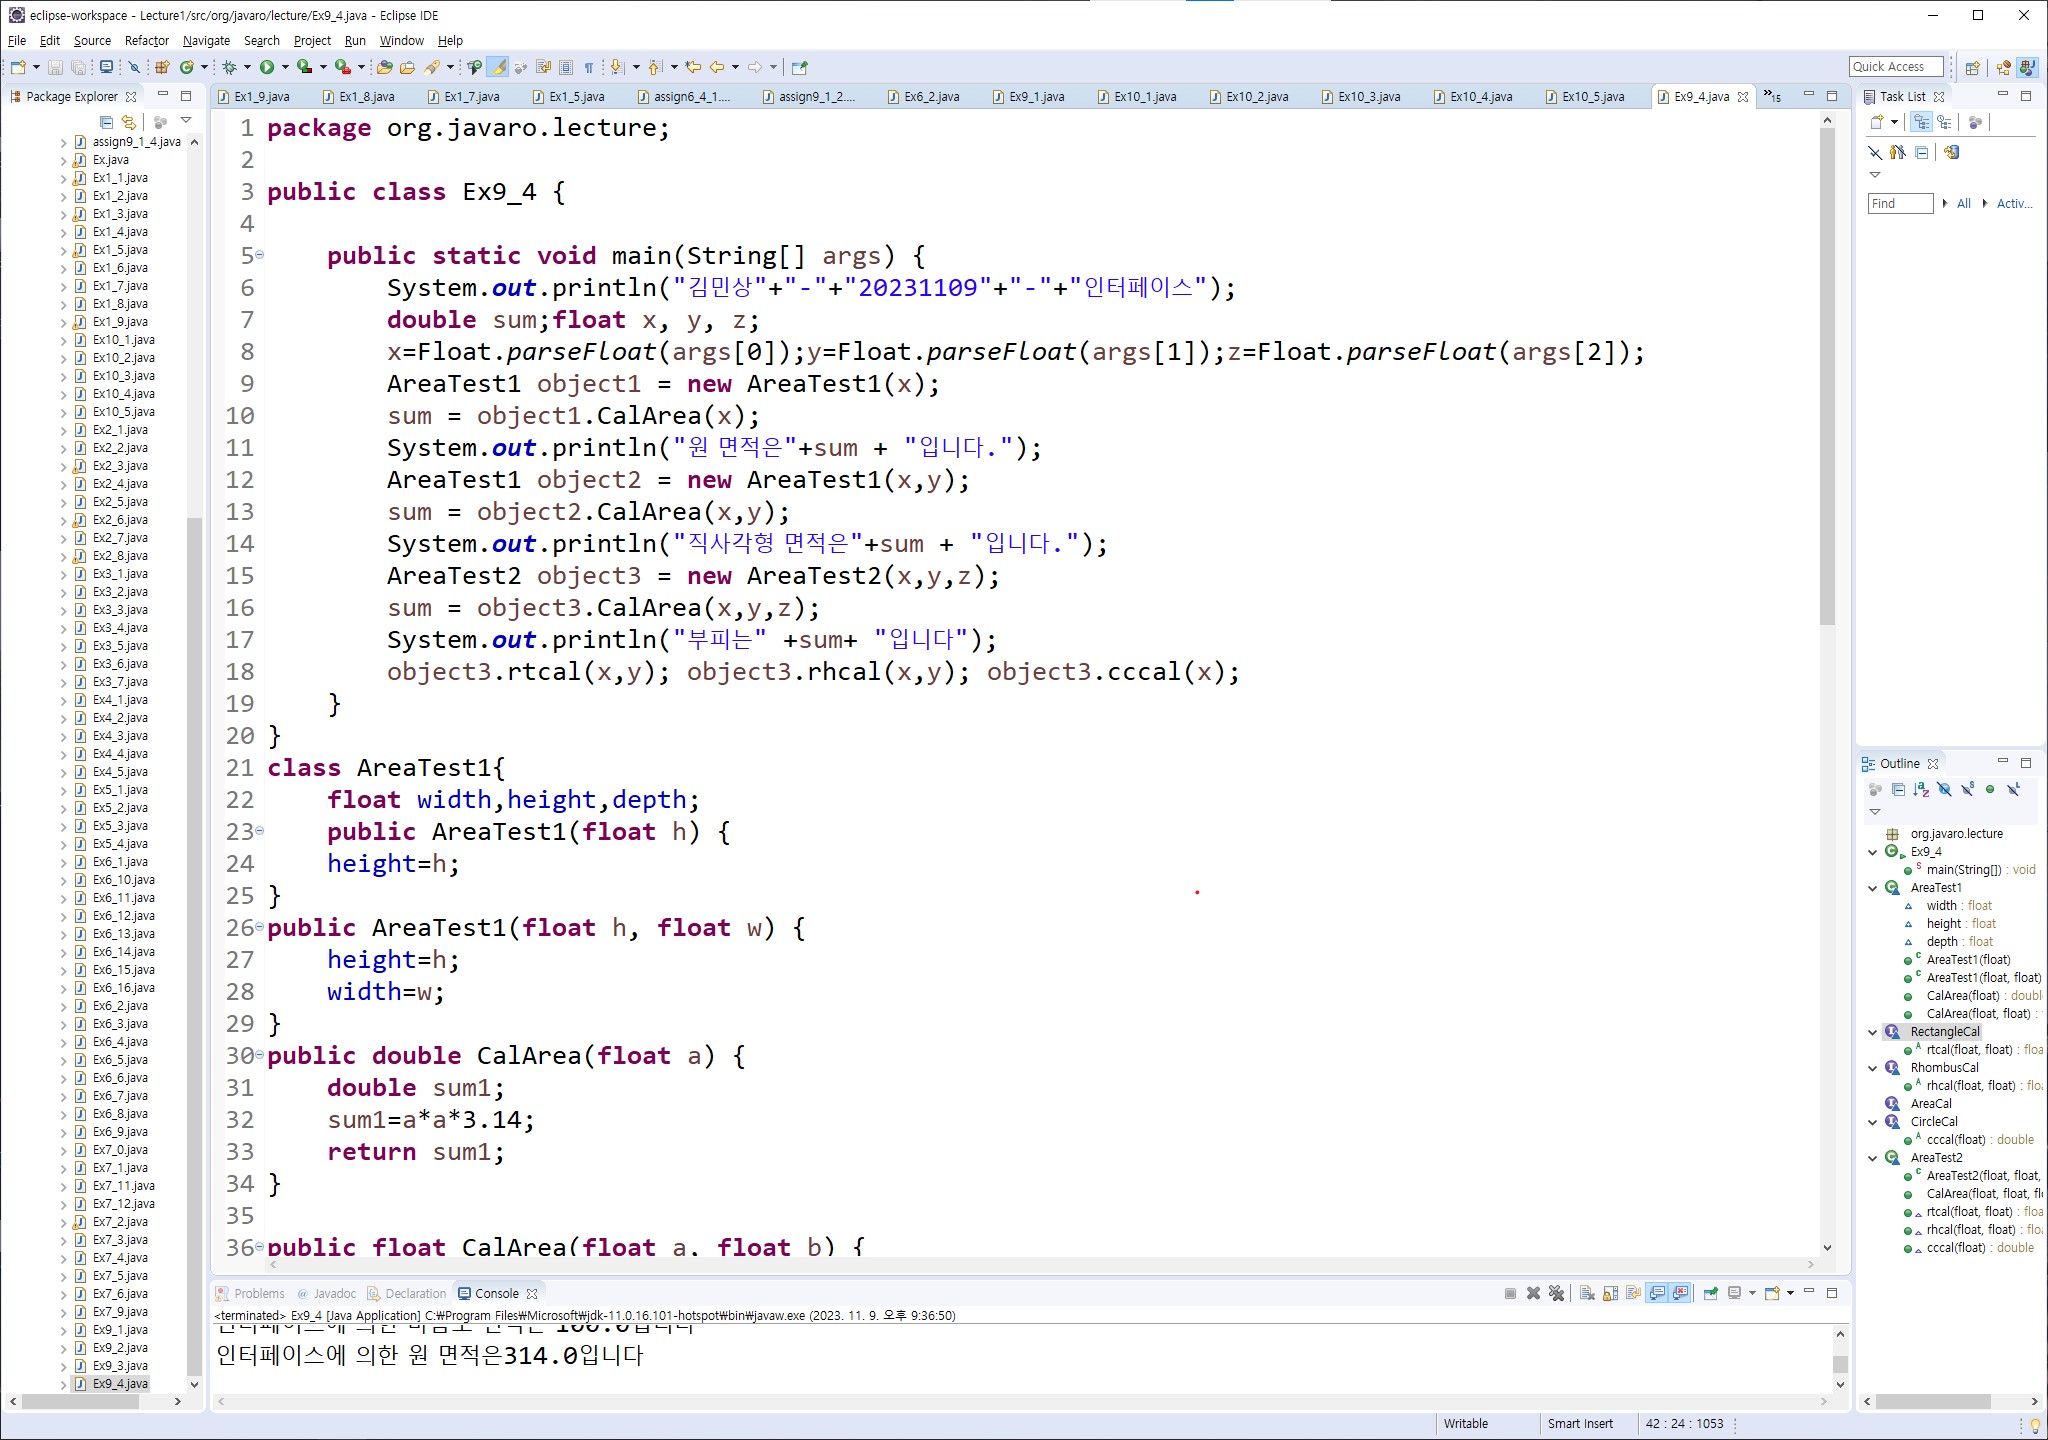 eclipse-workspace - Lecture1/src/org/javaro/lecture/Ex9_4.java - Eclipse IDE
File Edit Source Refactor Navigate Search Project Run Window Help
Quick Access
Package Explorer
assign9_1_4.java
Ex.java
Ex1_1.java
Ex1_2.java
Ex1_3.java
Ex1_4.java
Ex1_5.java
Ex1_6.java
Ex1_7.java
Ex1_8.java
Ex1_9.java
Ex10_1.java
Ex10_2.java
Ex10_3.java
Ex10_4.java
Ex10_5.java
Ex2_1.java
Ex2_2.java
Ex2_3.java
Ex2_4.java
Ex2_5.java
Ex2_6.java
Ex2_7.java
Ex2_8.java
Ex3_1.java
Ex3_2.java
Ex3_3.java
Ex3_4.java
Ex3_5.java
Ex3_6.java
Ex3_7.java
Ex4_1.java
Ex4_2.java
Ex4_3.java
Ex4_4.java
Ex4_5.java
Ex5_1.java
Ex5_2.java
Ex5_3.java
Ex5_4.java
Ex6_1.java
Ex6_10.java
Ex6_11.java
Ex6_12.java
Ex6_13.java
Ex6_14.java
Ex6_15.java
Ex6_16.java
Ex6_2.java
Ex6_3.java
Ex6_4.java
Ex6_5.java
Ex6_6.java
Ex6_7.java
Ex6_8.java
Ex6_9.java
Ex7_0.java
Ex7_1.java
Ex7_11.java
Ex7_12.java
Ex7_2.java
Ex7_3.java
Ex7_4.java
Ex7_5.java
Ex7_6.java
Ex7_9.java
Ex9_1.java
Ex9_2.java
Ex9_3.java
Ex9_4.java
Ex1_9.java Ex1_8.java Ex1_7.java Ex1_5.java assign6_4_1.... assign9_1_2.... Ex6_2.java Ex9_1.java Ex10_1.java Ex10_2.java Ex10_3.java Ex10_4.java Ex10_5.java Ex9_4.java »15
1 package org.javaro.lecture;
2
3 public class Ex9_4 {
4
5 public static void main(String[] args) {
6 System.out.println("김민상"+"-"+"20231109"+"-"+"인터페이스");
7 double sum;float x, y, z;
8 x=Float.parseFloat(args[0]);y=Float.parseFloat(args[1]);z=Float.parseFloat(args[2]);
9 AreaTest1 object1 = new AreaTest1(x);
10 sum = object1.CalArea(x);
11 System.out.println("원 면적은"+sum + "입니다.");
12 AreaTest1 object2 = new AreaTest1(x,y);
13 sum = object2.CalArea(x,y);
14 System.out.println("직사각형 면적은"+sum + "입니다.");
15 AreaTest2 object3 = new AreaTest2(x,y,z);
16 sum = object3.CalArea(x,y,z);
17 System.out.println("부피는" +sum+ "입니다");
18 object3.rtcal(x,y); object3.rhcal(x,y); object3.cccal(x);
19 }
20 }
21 class AreaTest1{
22 float width,height,depth;
23 public AreaTest1(float h) {
24 height=h;
25 }
26 public AreaTest1(float h, float w) {
27 height=h;
28 width=w;
29 }
30 public double CalArea(float a) {
31 double sum1;
32 sum1=a*a*3.14;
33 return sum1;
34 }
35
36 public float CalArea(float a, float b) {
Problems Javadoc Declaration Console
<terminated> Ex9_4 [Java Application] C:₩Program Files₩Microsoft₩jdk-11.0.16.101-hotspot₩bin₩javaw.exe (2023. 11. 9. 오후 9:36:50)
인터페이스에 의한 마름모 면적은 100.0입니다
인터페이스에 의한 원 면적은314.0입니다
Task List
Find All Activ...
Outline
org.javaro.lecture
Ex9_4
main(String[]) : void
AreaTest1
width : float
height : float
depth : float
AreaTest1(float)
AreaTest1(float, float)
CalArea(float) : doubl
CalArea(float, float) :
RectangleCal
rtcal(float, float) : floa
RhombusCal
rhcal(float, float) : flo
AreaCal
CircleCal
cccal(float) : double
AreaTest2
AreaTest2(float, float,
CalArea(float, float, fl
rtcal(float, float) : floa
rhcal(float, float) : flo
cccal(float) : double
Writable Smart Insert 42 : 24 : 1053